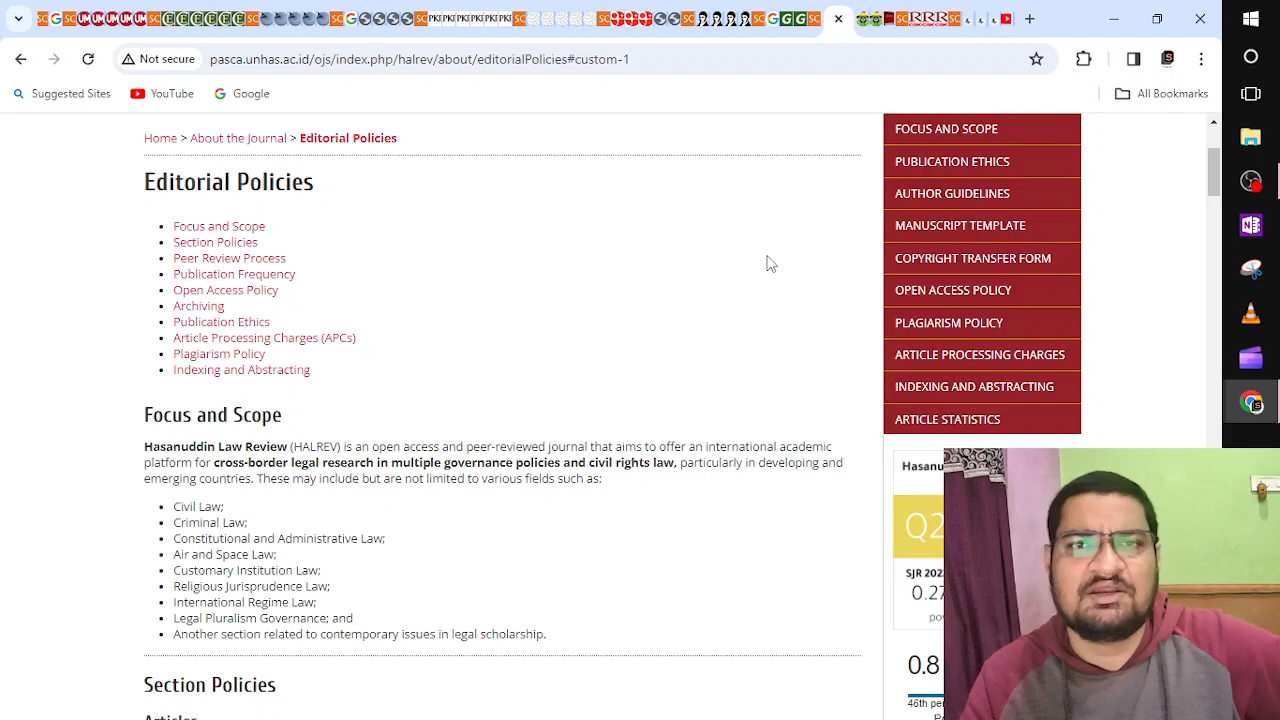 Not secure
pasca.unhas.ac.id/ojs/index.php/halrev/about/editorialPolicies#custom-1
Suggested Sites
YouTube
Google
All Bookmarks
Home > About the Journal > Editorial Policies
Editorial Policies
Focus and Scope
Section Policies
Peer Review Process
Publication Frequency
Open Access Policy
Archiving
Publication Ethics
Article Processing Charges (APCs)
Plagiarism Policy
Indexing and Abstracting
Focus and Scope
Hasanuddin Law Review (HALREV) is an open access and peer-reviewed journal that aims to offer an international academic
platform for cross-border legal research in multiple governance policies and civil rights law, particularly in developing and
emerging countries. These may include but are not limited to various fields such as:
Civil Law;
Criminal Law;
Constitutional and Administrative Law;
Air and Space Law;
Customary Institution Law;
Religious Jurisprudence Law;
International Regime Law;
Legal Pluralism Governance; and
Another section related to contemporary issues in legal scholarship.
Section Policies
Articles
FOCUS AND SCOPE
PUBLICATION ETHICS
AUTHOR GUIDELINES
MANUSCRIPT TEMPLATE
COPYRIGHT TRANSFER FORM
OPEN ACCESS POLICY
PLAGIARISM POLICY
ARTICLE PROCESSING CHARGES
INDEXING AND ABSTRACTING
ARTICLE STATISTICS
Hasanu
Q2
SJR 202
0.27
pow
0.8
46th per